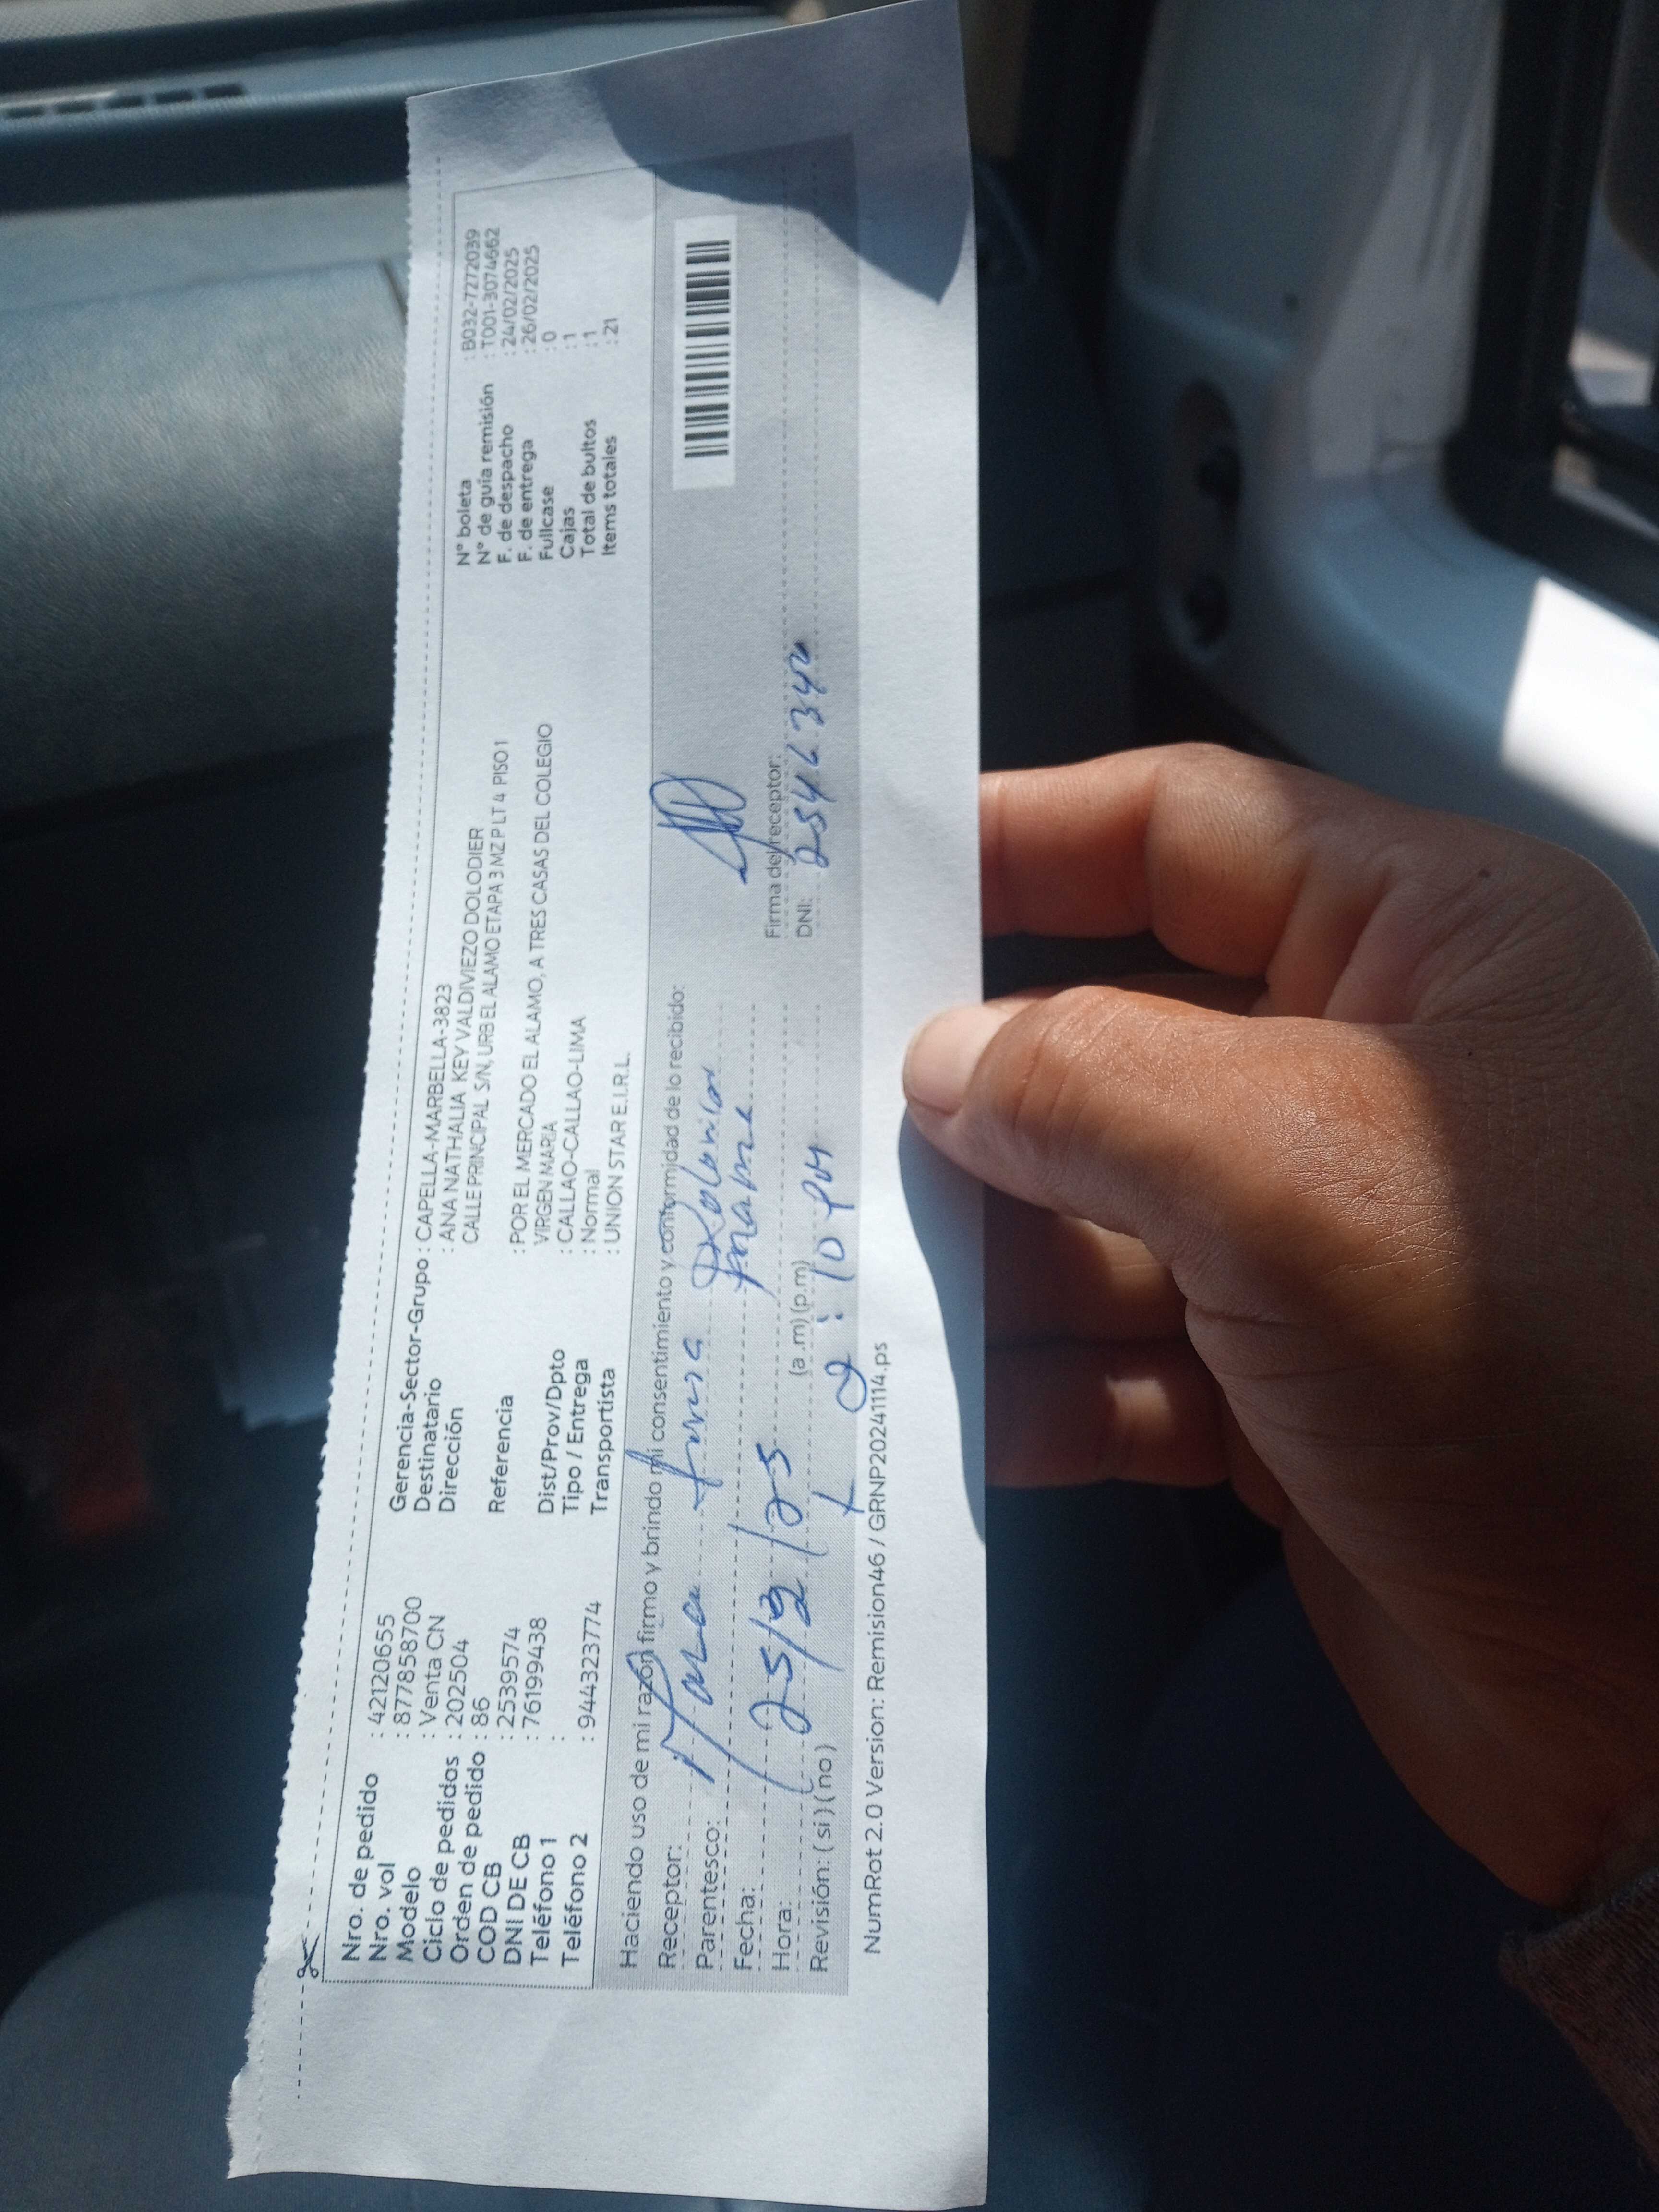 Nro. de pedido : 42120655
Nro. vol : 877858700
Modelo : Venta CN
Ciclo de pedidos : 202504
Orden de pedido : 86
COD CB : 2539574
DNI DE CB : 76199438
Teléfono 1 :
Teléfono 2 : 944323774
Gerencia-Sector-Grupo : CAPELLA-MARBELLA-3823
Destinatario : ANA NATHALIA KEY VALDIVIEZO DOLODIER
Dirección CALLE PRINCIPAL S/N, URB EL ALAMO ETAPA 3 MZ P LT 4 PISO 1
Referencia : POR EL MERCADO EL ALAMO, A TRES CASAS DEL COLEGIO
VIRGEN MARIA
Dist/Prov/Dpto : CALLAO-CALLAO-LIMA
Tipo / Entrega : Normal
Transportista : UNION STAR E.I.R.L.
N° boleta : B032-7272039
N° de guía remisión : T001-3074662
F. de despacho : 24/02/2025
F. de entrega : 26/02/2025
Fullcase : 0
Cajas : 1
Total de bultos : 1
Items totales : 21
Haciendo uso de mi razón firmo y brindo mi consentimiento y conformidad de lo recibido:
Receptor:
Parentesco:
Fecha: 25/2/25
Hora: (a.m) (p.m)
Revisión: ( si ) ( no ) : 10 PM
Firma del receptor:
DNI:
NumRot 2.0 Version: Remision46 / GRNP20241114.ps